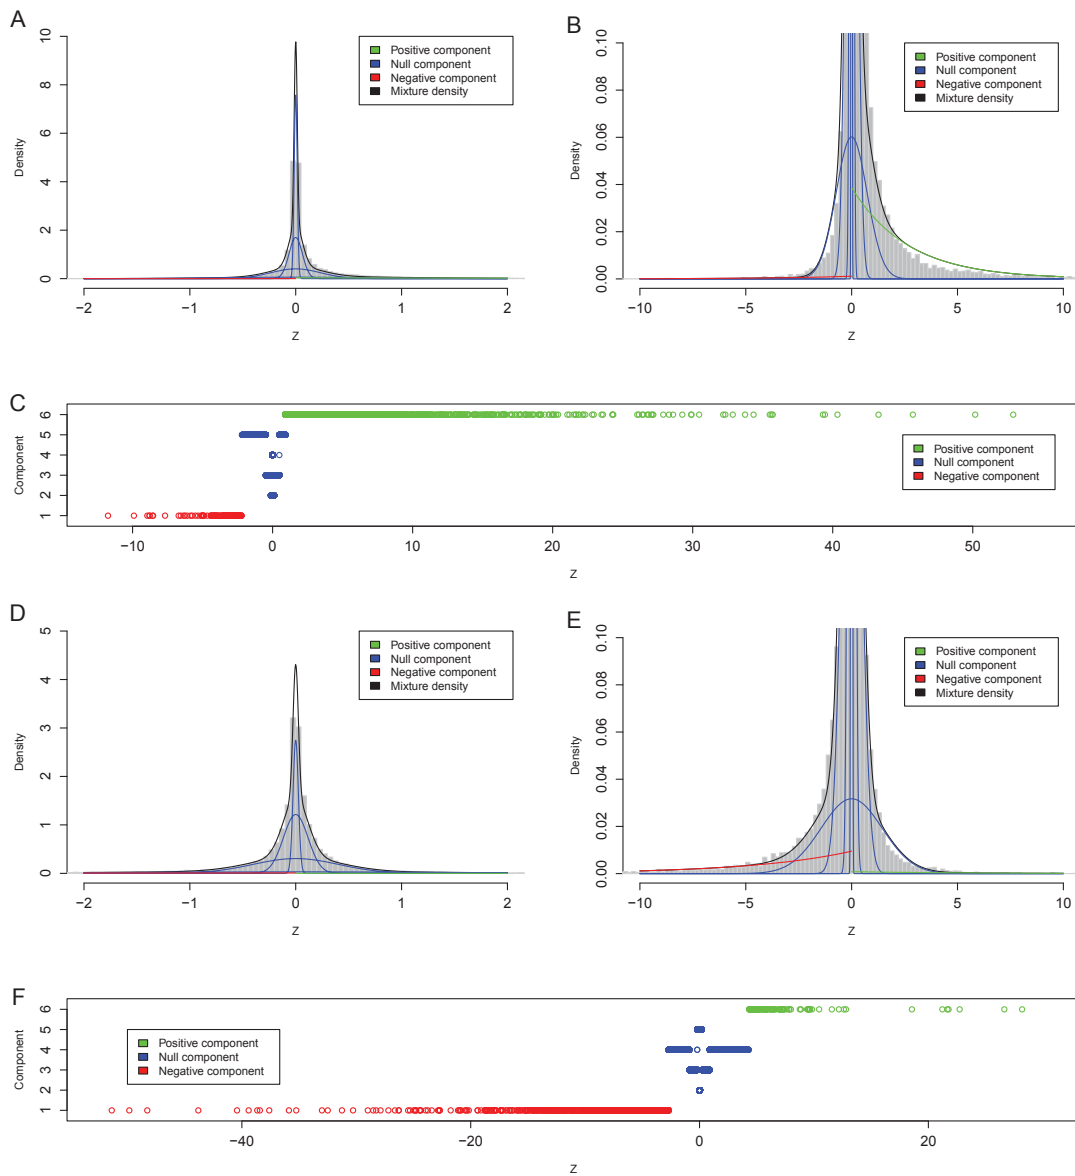 A
10
8
6
4
2
0
Density
−2 −1 0 1 2
Z
Positive component
Null component
Negative component
Mixture density
B
0.10
0.08
0.06
0.04
0.02
0.00
Density
−10 −5 0 5 10
Z
Positive component
Null component
Negative component
Mixture density
C
6
5
4
3
2
1
Component
−10 0 10 20 30 40 50
Z
Positive component
Null component
Negative component
D
5
4
3
2
1
0
Density
−2 −1 0 1 2
Z
Positive component
Null component
Negative component
Mixture density
E
0.10
0.08
0.06
0.04
0.02
0.00
Density
−10 −5 0 5 10
Z
Positive component
Null component
Negative component
Mixture density
F
6
5
4
3
2
1
Component
−40 −20 0 20
Z
Positive component
Null component
Negative component